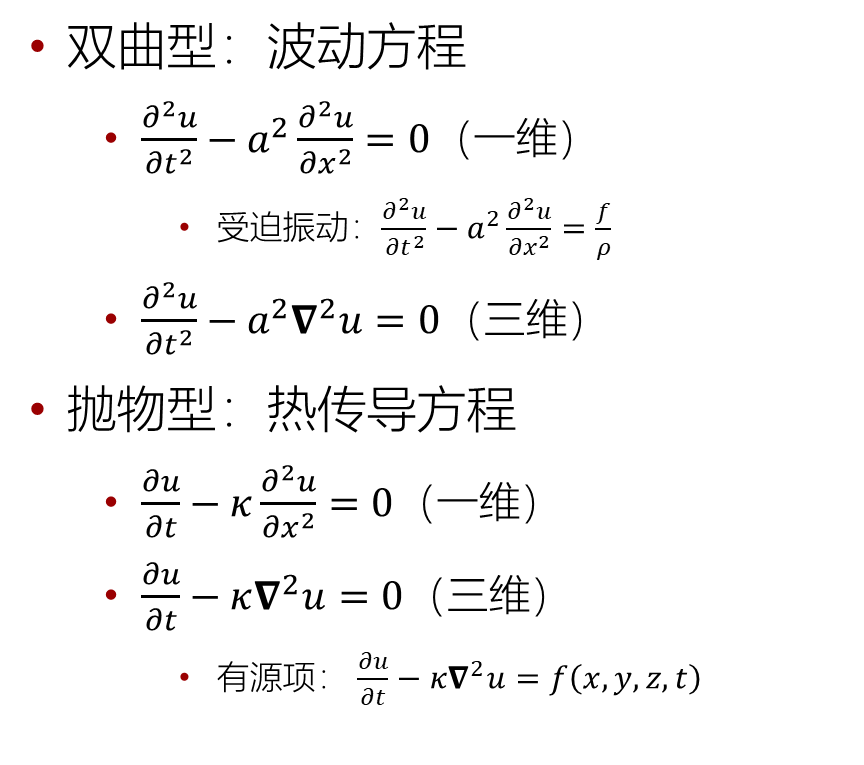 • 双曲型：波动方程
• ∂²u/∂t² − a² ∂²u/∂x² = 0（一维）
• 受迫振动：∂²u/∂t² − a² ∂²u/∂x² = f/ρ
• ∂²u/∂t² − a²∇²u = 0（三维）
• 抛物型：热传导方程
• ∂u/∂t − κ ∂²u/∂x² = 0（一维）
• ∂u/∂t − κ∇²u = 0（三维）
• 有源项： ∂u/∂t − κ∇²u = f(x, y, z, t)